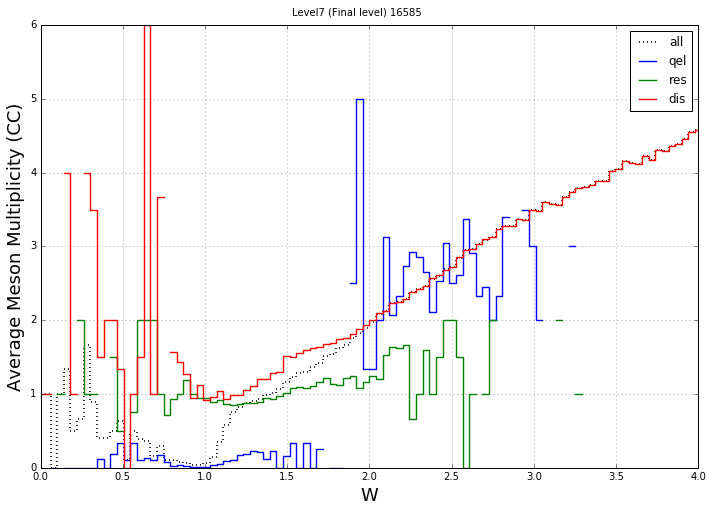 Level7 (Final level) 16585
6
5
4
3
2
1
0
Average Meson Multiplicity (CC)
all
qel
res
dis
0.0 0.5 1.0 1.5 2.0 2.5 3.0 3.5 4.0
W